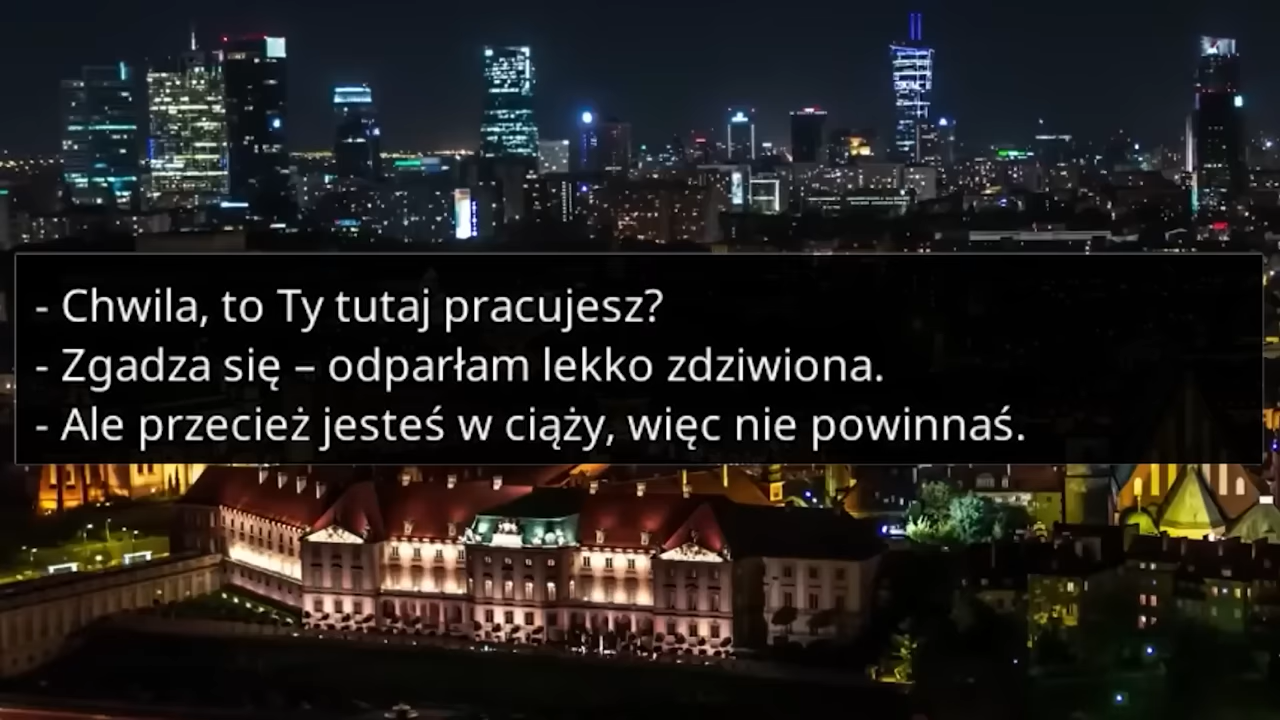 - Chwila, to Ty tutaj pracujesz?
- Zgadza się – odparłam lekko zdziwiona.
- Ale przecież jesteś w ciąży, więc nie powinnaś.